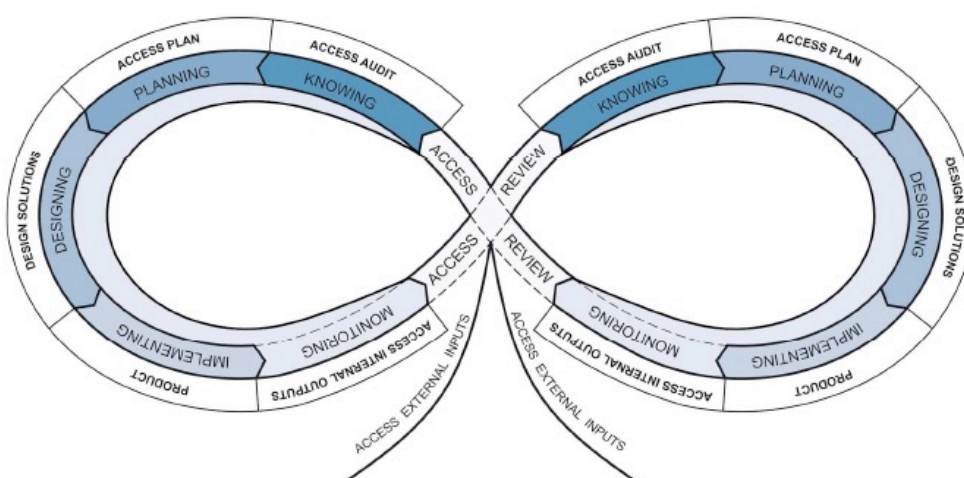 ACCESS PLAN
ACCESS AUDIT
PLANNING
KNOWING
DESIGN SOLUTIONS
DESIGNING
IMPLEMENTING
PRODUCT
MONITORING
ACCESS INTERNAL OUTPUTS
ACCESS
REVIEW
ACCESS
REVIEW
ACCESS EXTERNAL INPUTS
ACCESS EXTERNAL INPUTS
ACCESS AUDIT
ACCESS PLAN
KNOWING
PLANNING
DESIGNING
DESIGN SOLUTIONS
IMPLEMENTING
PRODUCT
MONITORING
ACCESS INTERNAL OUTPUTS